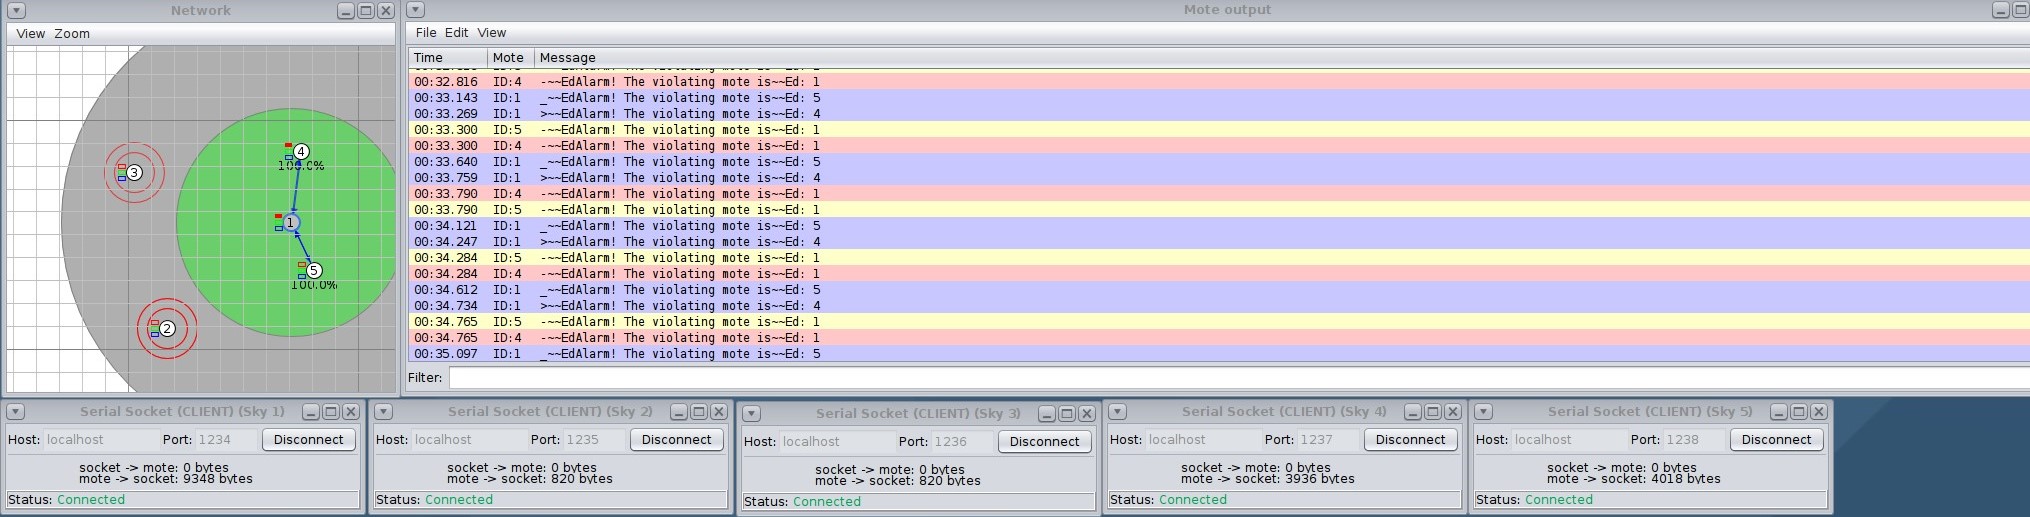 Network
View Zoom
3
4
100.0%
1
5
100.0%
2
Mote output
File Edit View
Time Mote Message
00:32.816 ID:4 -~~EdAlarm! The violating mote is~~Ed: 1
00:33.143 ID:1 _~~EdAlarm! The violating mote is~~Ed: 5
00:33.269 ID:1 >~~EdAlarm! The violating mote is~~Ed: 4
00:33.300 ID:5 -~~EdAlarm! The violating mote is~~Ed: 1
00:33.300 ID:4 -~~EdAlarm! The violating mote is~~Ed: 1
00:33.640 ID:1 _~~EdAlarm! The violating mote is~~Ed: 5
00:33.759 ID:1 >~~EdAlarm! The violating mote is~~Ed: 4
00:33.790 ID:4 -~~EdAlarm! The violating mote is~~Ed: 1
00:33.790 ID:5 -~~EdAlarm! The violating mote is~~Ed: 1
00:34.121 ID:1 _~~EdAlarm! The violating mote is~~Ed: 5
00:34.247 ID:1 >~~EdAlarm! The violating mote is~~Ed: 4
00:34.284 ID:5 -~~EdAlarm! The violating mote is~~Ed: 1
00:34.284 ID:4 -~~EdAlarm! The violating mote is~~Ed: 1
00:34.612 ID:1 _~~EdAlarm! The violating mote is~~Ed: 5
00:34.734 ID:1 >~~EdAlarm! The violating mote is~~Ed: 4
00:34.765 ID:5 -~~EdAlarm! The violating mote is~~Ed: 1
00:34.765 ID:4 -~~EdAlarm! The violating mote is~~Ed: 1
00:35.097 ID:1 _~~EdAlarm! The violating mote is~~Ed: 5
Filter:
Serial Socket (CLIENT) (Sky 1)
Host: localhost Port: 1234 Disconnect
socket -> mote: 0 bytes
mote -> socket: 9348 bytes
Status: Connected
Serial Socket (CLIENT) (Sky 2)
Host: localhost Port: 1235 Disconnect
socket -> mote: 0 bytes
mote -> socket: 820 bytes
Status: Connected
Serial Socket (CLIENT) (Sky 3)
Host: localhost Port: 1236 Disconnect
socket -> mote: 0 bytes
mote -> socket: 820 bytes
Status: Connected
Serial Socket (CLIENT) (Sky 4)
Host: localhost Port: 1237 Disconnect
socket -> mote: 0 bytes
mote -> socket: 3936 bytes
Status: Connected
Serial Socket (CLIENT) (Sky 5)
Host: localhost Port: 1238 Disconnect
socket -> mote: 0 bytes
mote -> socket: 4018 bytes
Status: Connected